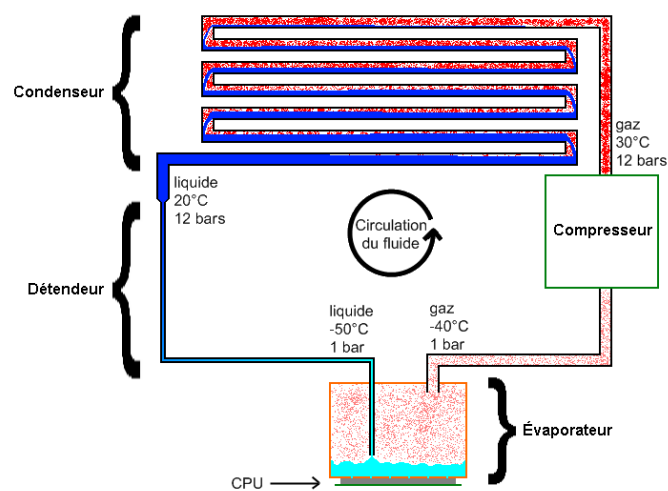 Condenseur
gaz
30°C
12 bars
liquide
20°C
12 bars
Compresseur
Circulation
du fluide
Détendeur
liquide
-50°C
1 bar
gaz
-40°C
1 bar
Évaporateur
CPU